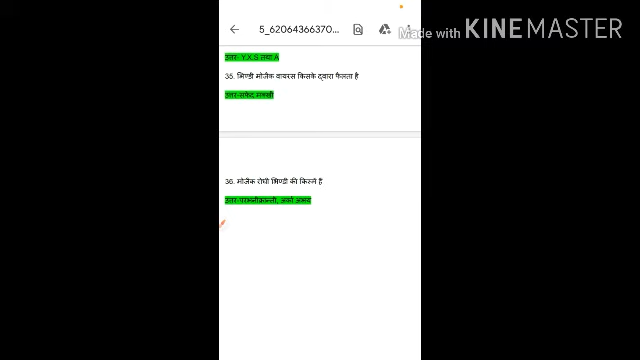 5_62064366370...
Made with KINEMASTER
उत्तर- Y,X,S तथा A
35. भिण्डी मोजैक वायरस किसके द्वारा फैलता है
उत्तर-सफेद मक्खी
36. मोजैक रोधी भिण्डी की किस्में हैं
उत्तर-परभनीक्रान्ती, अर्का अभय